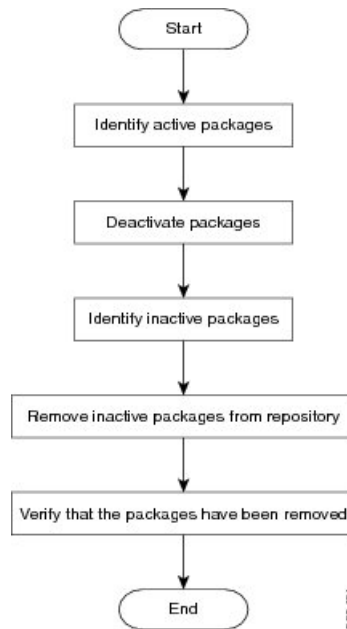 Start
Identify active packages
Deactivate packages
Identify inactive packages
Remove inactive packages from repository
Verify that the packages have been removed
End